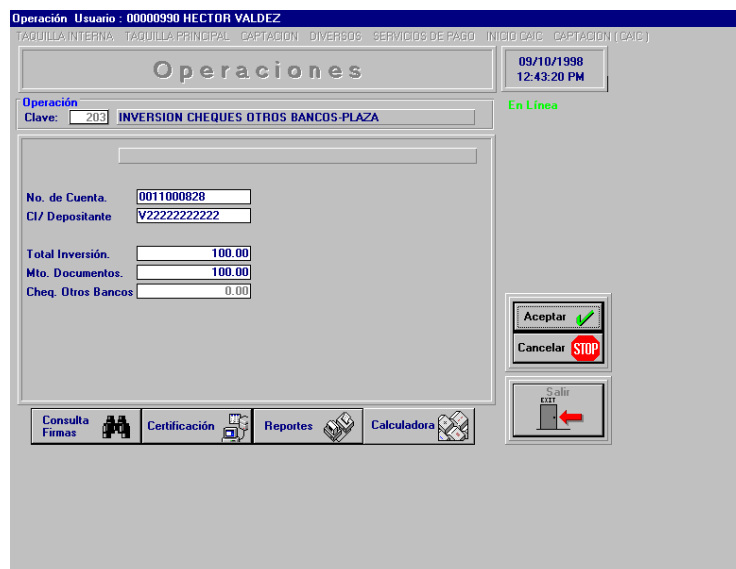 Operación Usuario : 00000990 HECTOR VALDEZ
TAQUILLA INTERNA TAQUILLA PRINCIPAL CAPTACION DIVERSOS SERVICIOS DE PAGO INICIO CAIC CAPTACION ( CAIC )
Operaciones
09/10/1998
12:43:20 PM
Operación
Clave: 203 INVERSION CHEQUES OTROS BANCOS-PLAZA
En Línea
No. de Cuenta. 0011000828
CI/ Depositante V22222222222
Total Inversión. 100.00
Mto. Documentos. 100.00
Cheq. Otros Bancos 0.00
Aceptar
Cancelar STOP
Salir
EXIT
Consulta Firmas
Certificación
Reportes
Calculadora